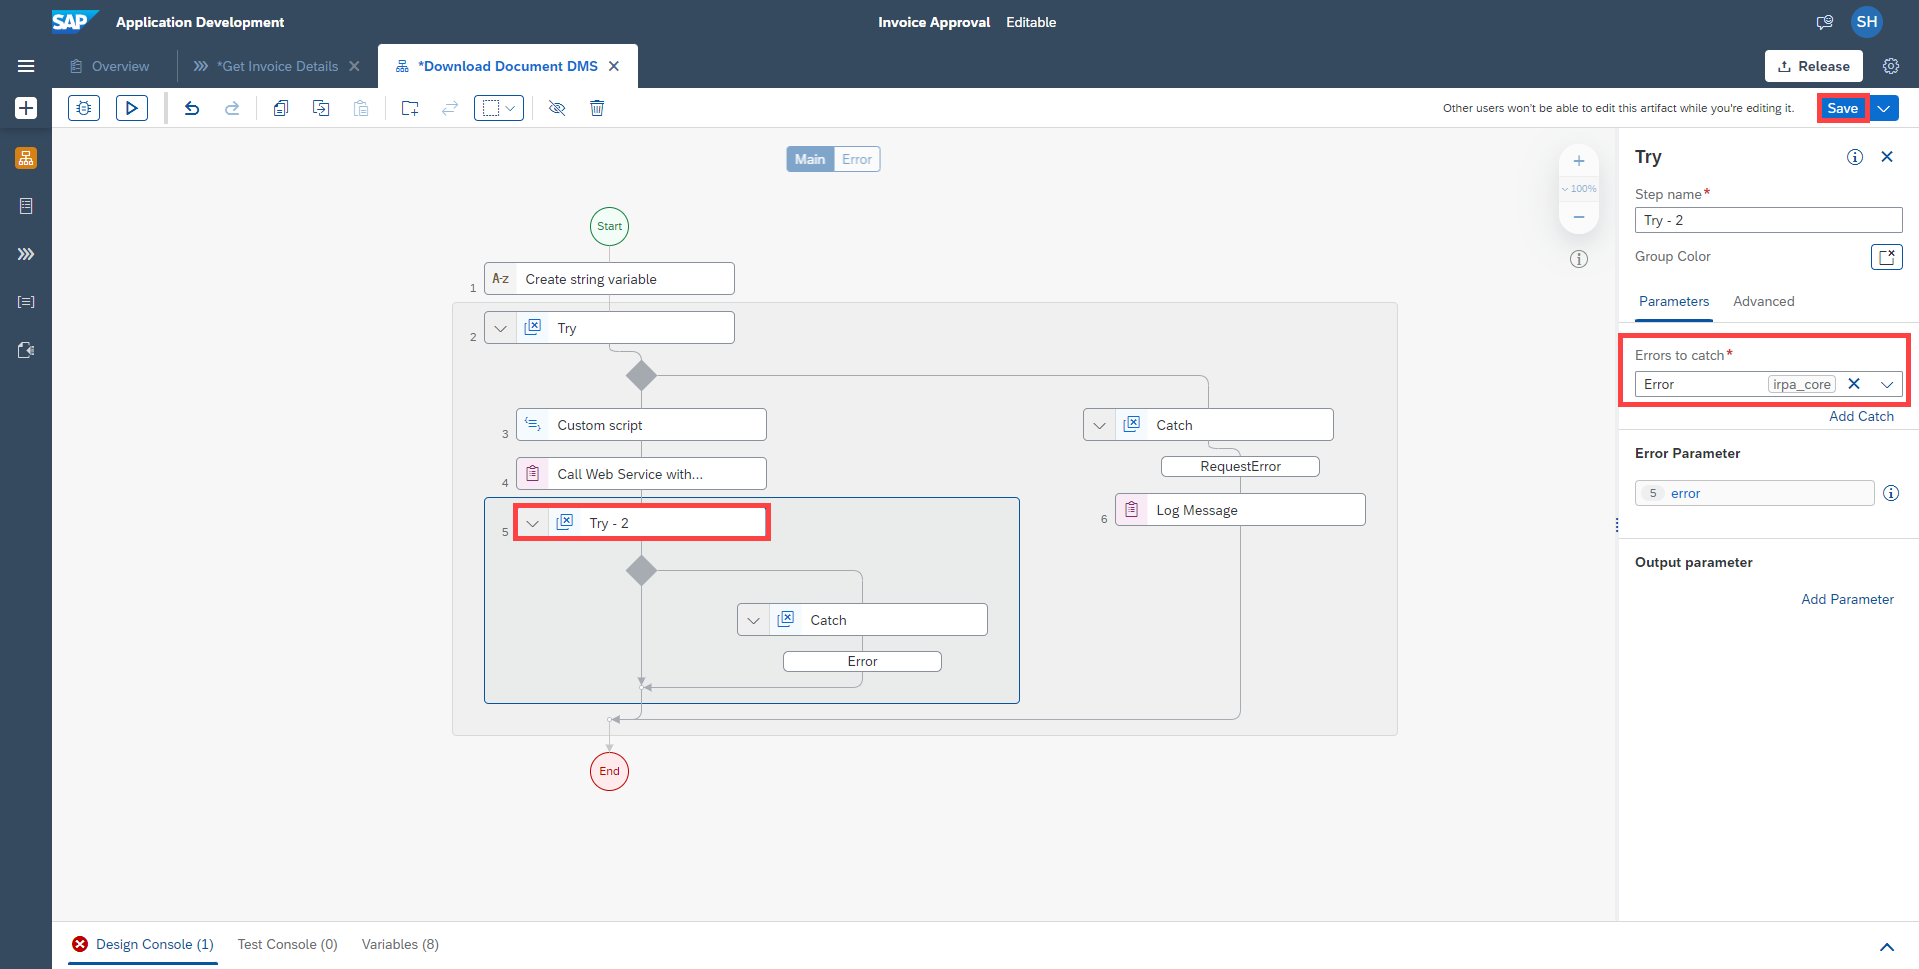 SAP Application Development
Invoice Approval Editable
SH
Overview
*Get Invoice Details
*Download Document DMS
Release
Other users won't be able to edit this artifact while you're editing it.
Save
Main Error
100%
Start
1 A-z Create string variable
2 Try
3 Custom script
4 Call Web Service with...
5 Try - 2
Catch
Error
Catch
RequestError
6 Log Message
End
Try
Step name*
Try - 2
Group Color
Parameters Advanced
Errors to catch*
Error irpa_core
Add Catch
Error Parameter
5 error
Output parameter
Add Parameter
Design Console (1) Test Console (0) Variables (8)